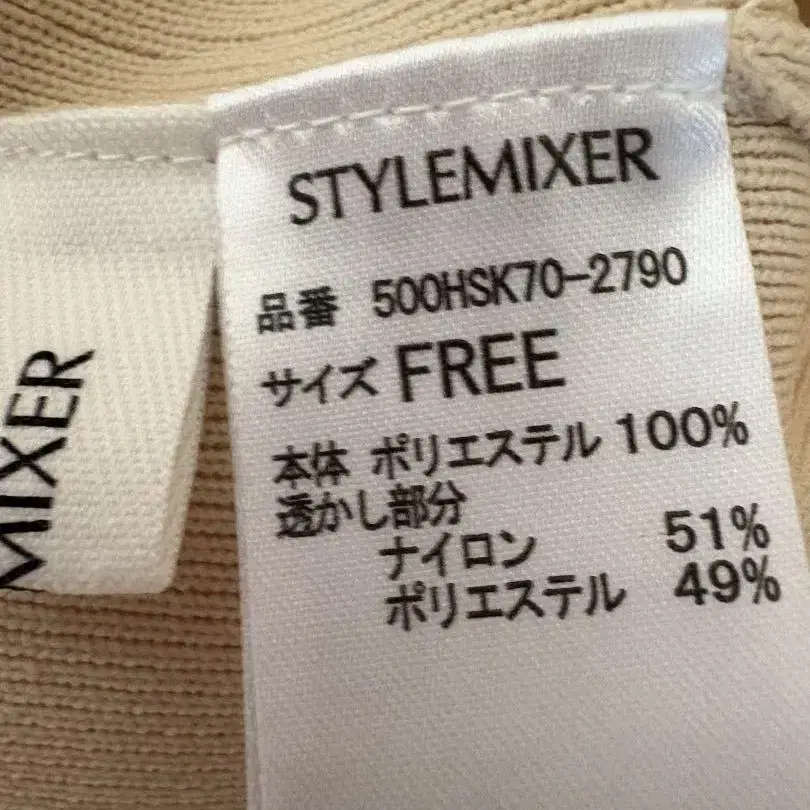 STYLEMIXER
品番 500HSK70-2790
サイズ FREE
本体 ポリエステル 100%
透かし部分
ナイロン 51%
ポリエステル 49%
MIXER